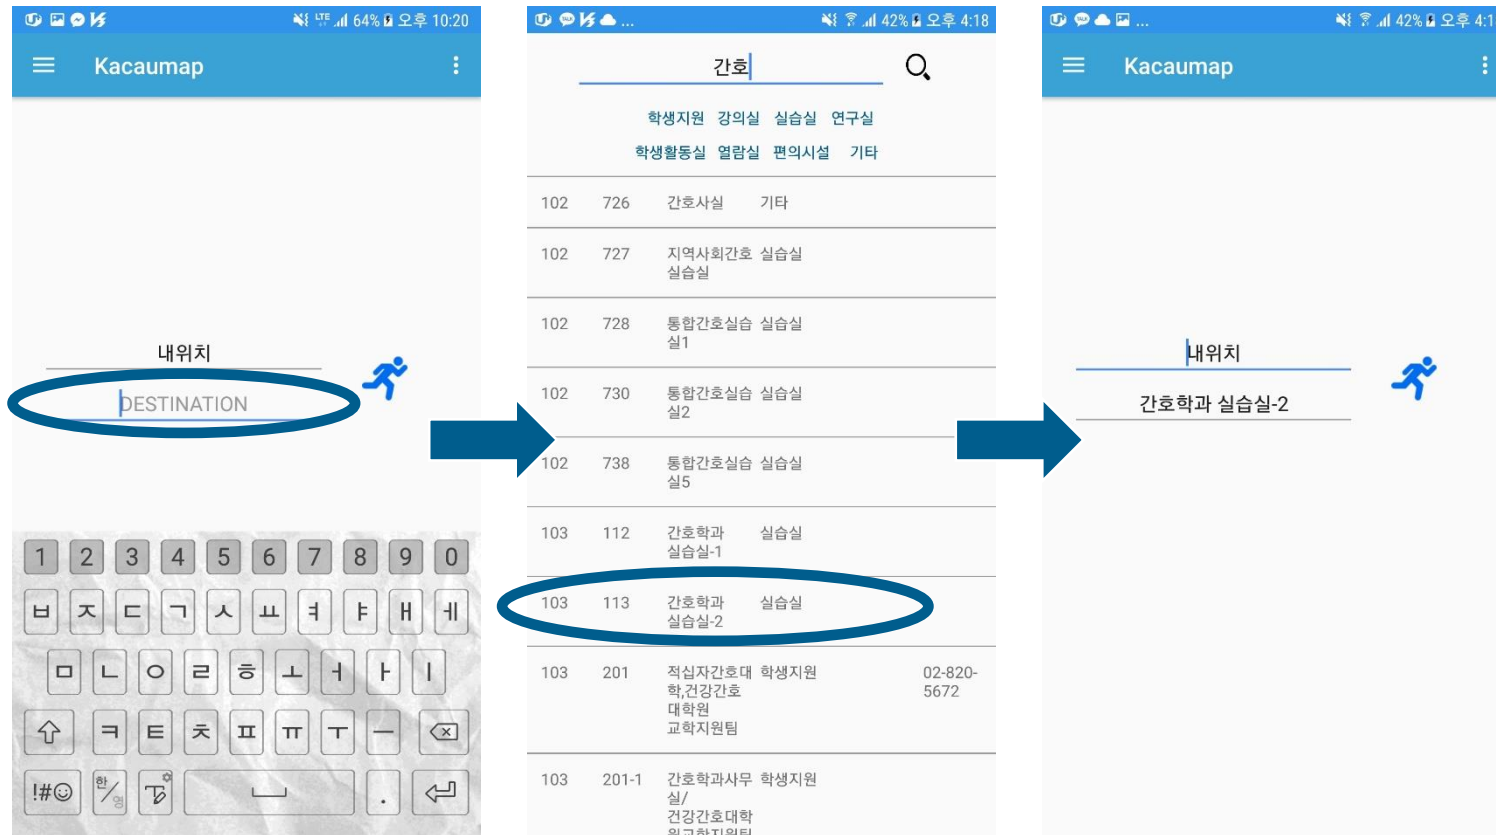 64% 오후 10:20
Kacaumap
내위치
DESTINATION
1 2 3 4 5 6 7 8 9 0
ㅂ ㅈ ㄷ ㄱ ㅅ ㅛ ㅕ ㅑ ㅐ ㅔ
ㅁ ㄴ ㅇ ㄹ ㅎ ㅗ ㅓ ㅏ ㅣ
ㅋ ㅌ ㅊ ㅍ ㅠ ㅜ ㅡ
!#☺ 한/영 .
... 42% 오후 4:18
간호
학생지원 강의실 실습실 연구실
학생활동실 열람실 편의시설 기타
102 726 간호사실 기타
102 727 지역사회간호 실습실
실습실
102 728 통합간호실습 실습실
실1
102 730 통합간호실습 실습실
실2
102 738 통합간호실습 실습실
실5
103 112 간호학과 실습실
실습실-1
103 113 간호학과 실습실
실습실-2
103 201 적십자간호대 학생지원 02-820-
학,건강간호 5672
대학원
교학지원팀
103 201-1 간호학과사무 학생지원
실/
건강간호대학
... 42% 오후 4:1
Kacaumap
내위치
간호학과 실습실-2